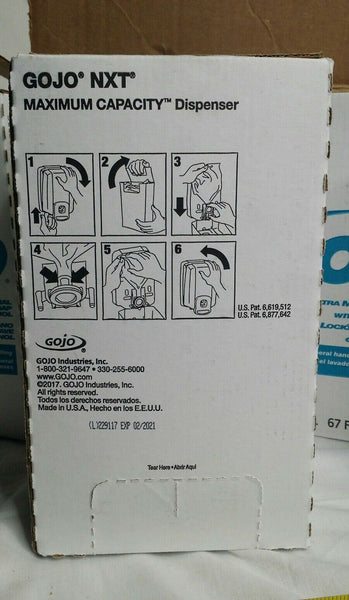 GOJO® NXT®
MAXIMUM CAPACITY™ Dispenser
1
2
3
4
5
6
U.S. Pat. 6,619,512
U.S. Pat. 6,877,642
GOJO
GOJO Industries, Inc.
1-800-321-9647 • 330-255-6000
www.GOJO.com
©2017. GOJO Industries, Inc.
All rights reserved.
Todos los derechos reservados.
Made in U.S.A., Hecho en los E.E.U.U.
(L)229117 EXP 02/2021
Tear Here • Abrir Aqui
67 F